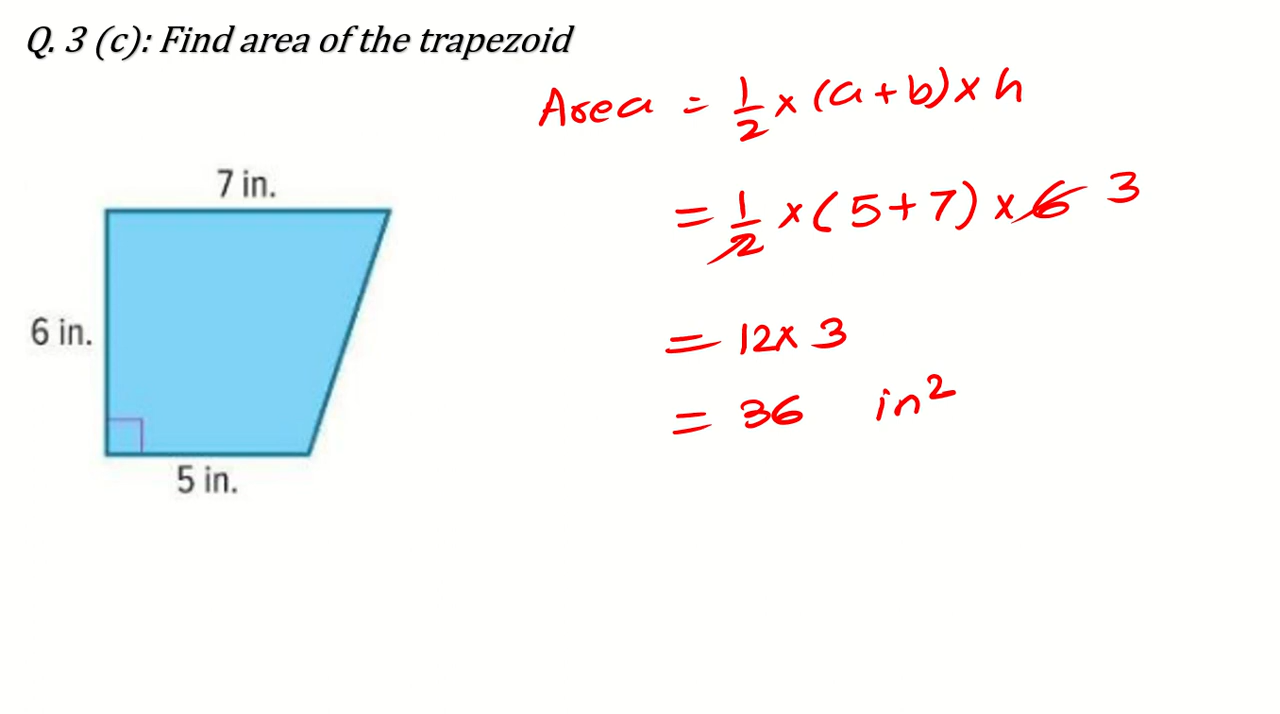 Q. 3 (c): Find area of the trapezoid
Area = 1/2 × (a + b) × h
7 in.
= 1/2 × (5 + 7) × 6 3
6 in.
= 12 × 3
= 36 in²
5 in.